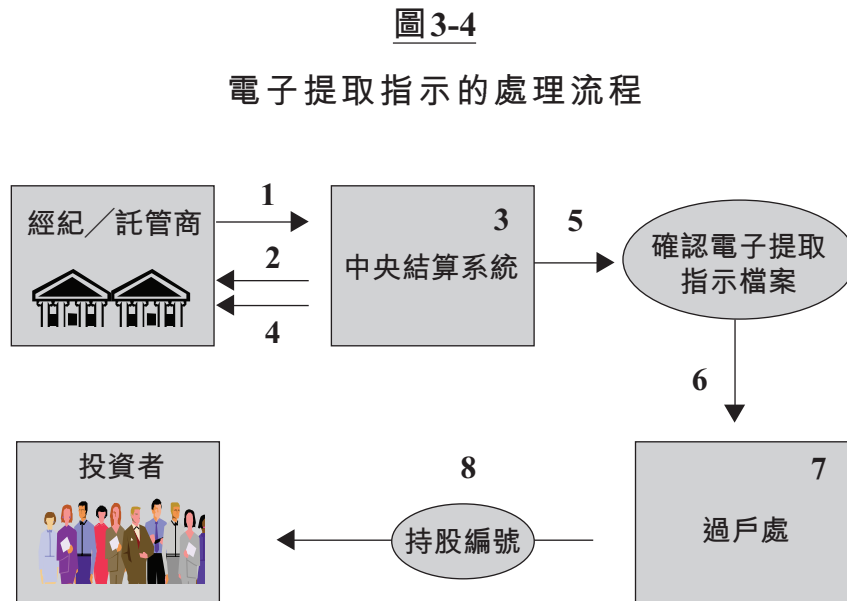 圖3-4
電子提取指示的處理流程
經紀／託管商
1
2
4
3
中央結算系統
5
確認電子提取
指示檔案
6
投資者
8
持股編號
7
過戶處